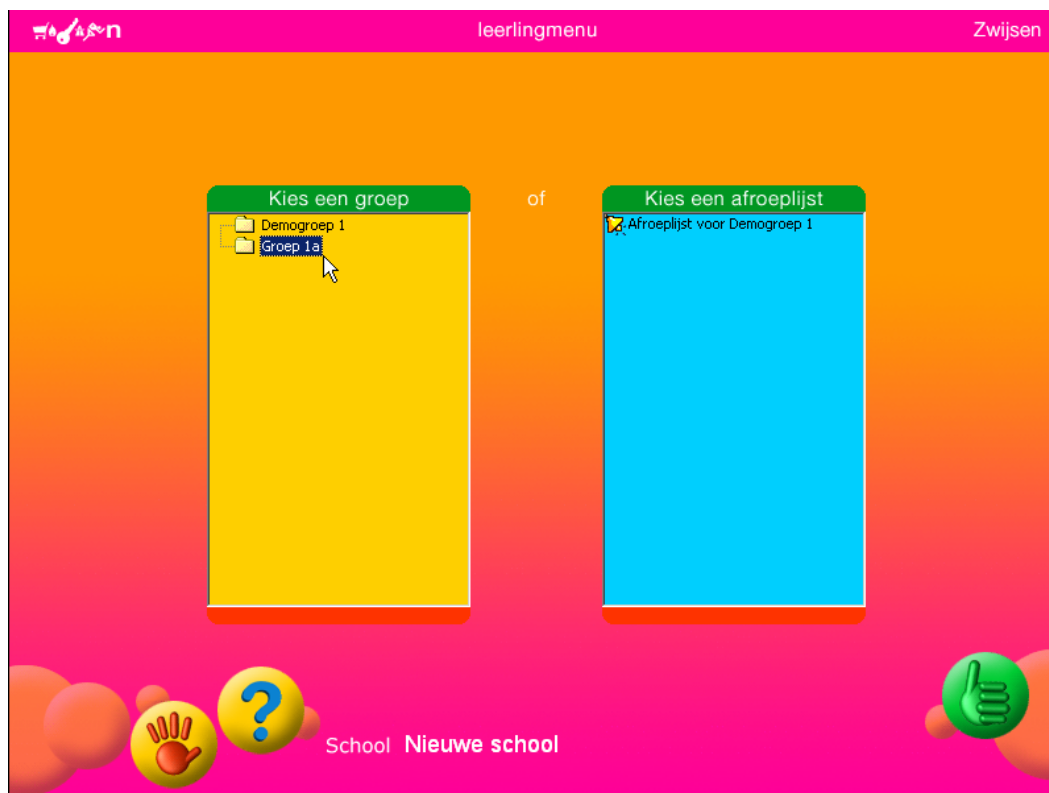 leerlingmenu
Zwijsen
Kies een groep
of
Kies een afroeplijst
Demogroep 1
Groep 1a
Afroeplijst voor Demogroep 1
?
School Nieuwe school